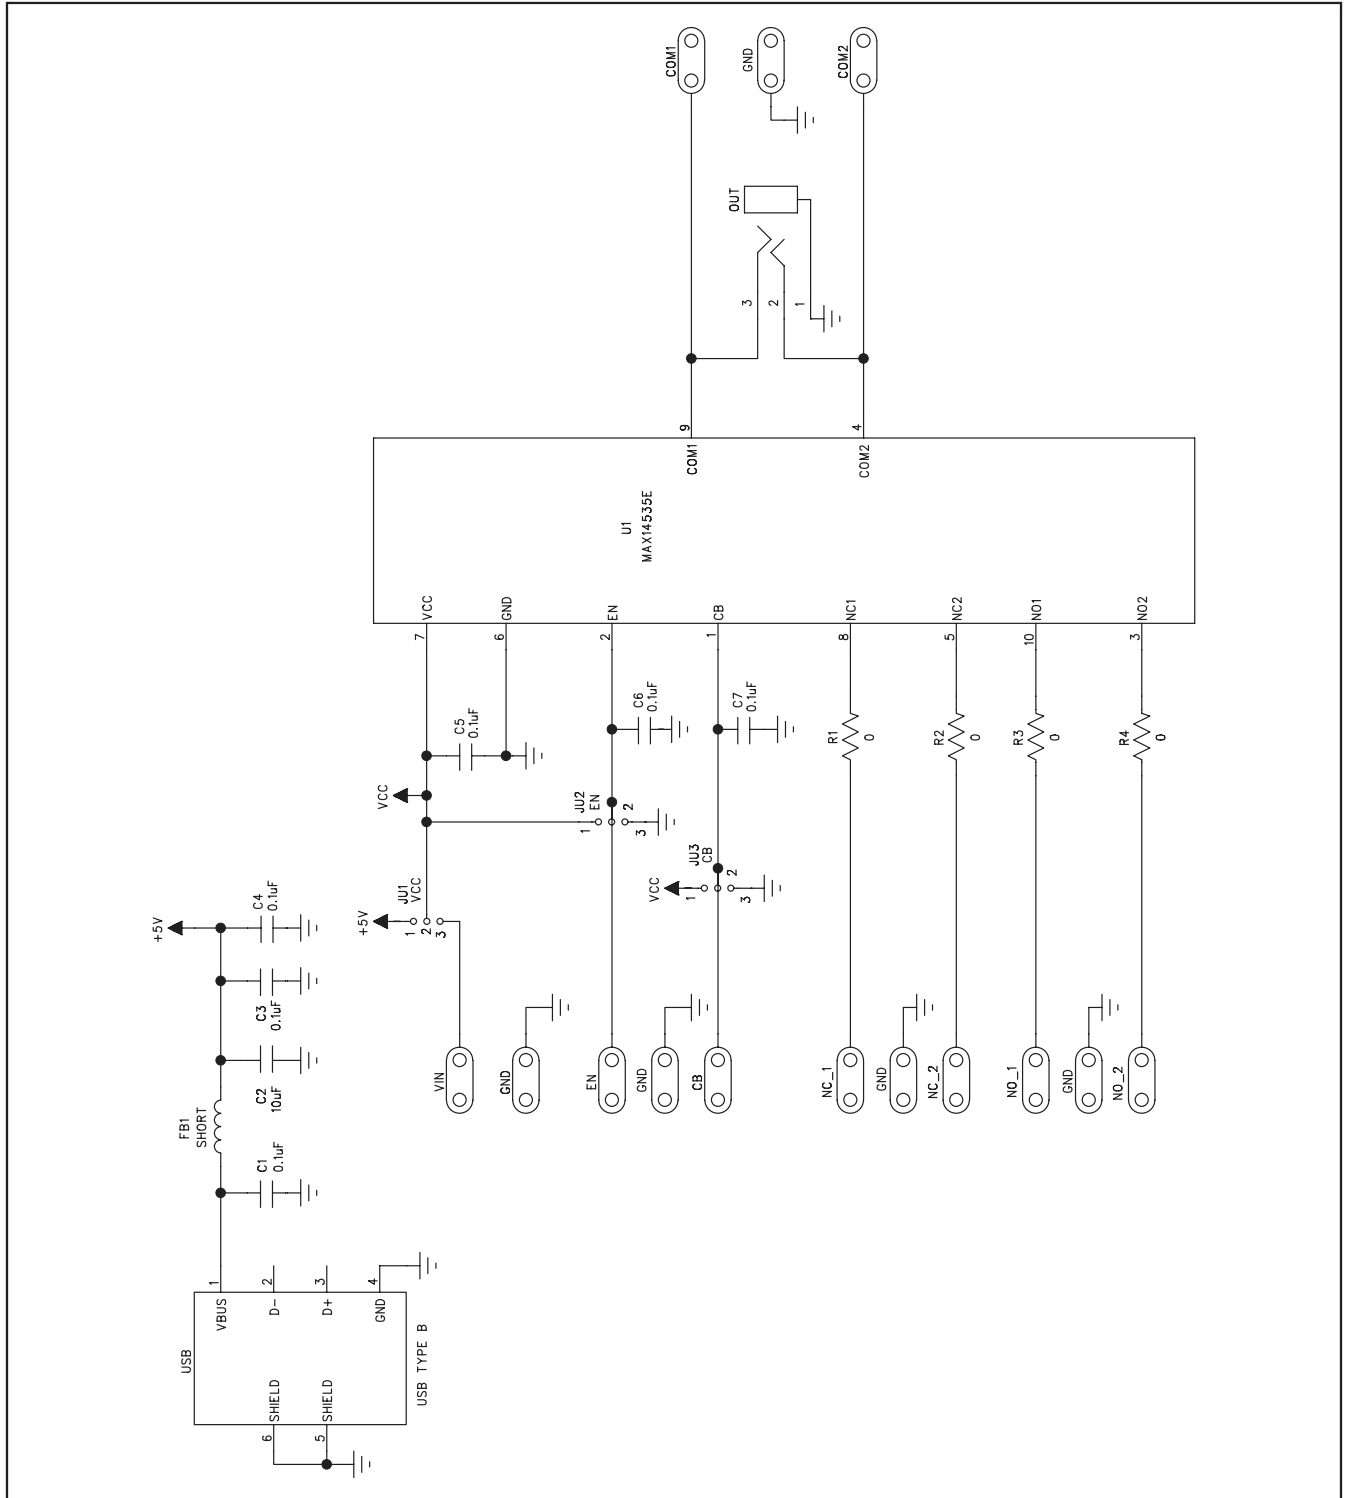 USB
USB TYPE B
VBUS
1
D-
2
D+
3
GND
4
SHIELD
6
SHIELD
5
C1
0.1uF
FB1
SHORT
C2
10uF
C3
0.1uF
C4
0.1uF
+5V
+5V
JU1
VCC
1
2
3
VCC
VIN
GND
EN
GND
CB
NC_1
GND
NC_2
NO_1
GND
NO_2
C5
0.1uF
JU2
EN
1
2
3
C6
0.1uF
VCC
JU3
CB
1
2
3
C7
0.1uF
R1
0
R2
0
R3
0
R4
0
7
VCC
6
GND
2
EN
1
CB
8
NC1
5
NC2
10
NO1
3
NO2
U1
MAX14535E
COM1
9
COM2
4
3
2
1
OUT
COM1
GND
COM2